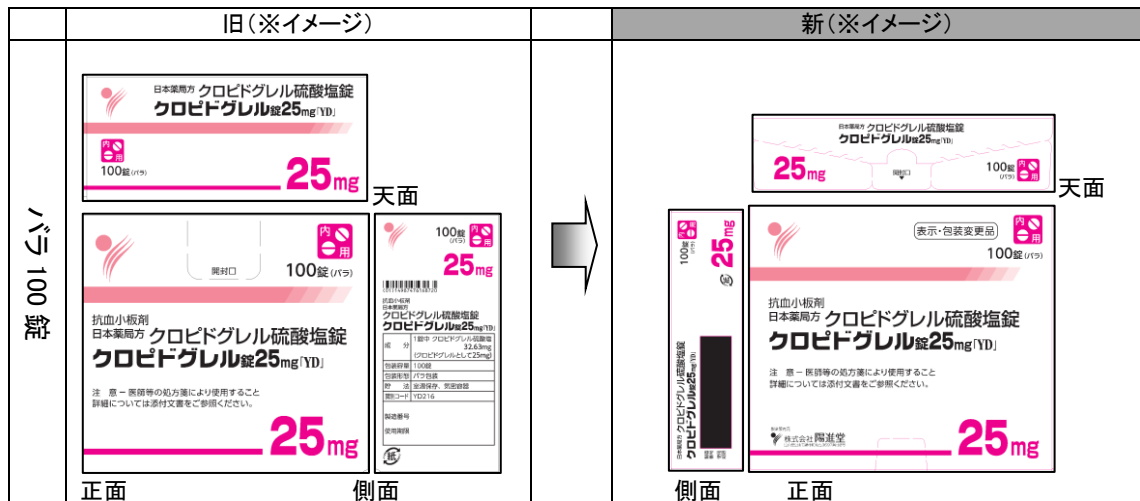 旧(※イメージ)
新(※イメージ)
バラ 100 錠
日本薬局方 クロピドグレル硫酸塩錠
クロピドグレル錠25mg「YD」
内用
100錠(バラ)
25mg
天面
開封口
内用
100錠(バラ)
抗血小板剤
日本薬局方 クロピドグレル硫酸塩錠
クロピドグレル錠25mg「YD」
注 意－医師等の処方箋により使用すること
詳細については添付文書をご参照ください。
25mg
正面
100錠
(バラ)
内用
25mg
抗血小板剤
日本薬局方
クロピドグレル硫酸塩錠
クロピドグレル錠25mg「YD」
成 分 1錠中 クロピドグレル硫酸塩
32.63mg
(クロピドグレルとして25mg)
包装容量 100錠
包装形態 バラ包装
貯 法 室温保存、気密容器
識別コード YD216
製造番号
使用期限
紙
側面
日本薬局方 クロピドグレル硫酸塩錠
クロピドグレル錠25mg「YD」
25mg
開封口
100錠
(バラ)
内用
天面
100錠
(バラ)
内用
25mg
紙
日本薬局方 クロピドグレル硫酸塩錠
クロピドグレル錠25mg「YD」
側面
表示・包装変更品
内用
100錠(バラ)
抗血小板剤
日本薬局方 クロピドグレル硫酸塩錠
クロピドグレル錠25mg「YD」
注 意－医師等の処方箋により使用すること
詳細については添付文書をご参照ください。
株式会社 陽進堂
25mg
正面